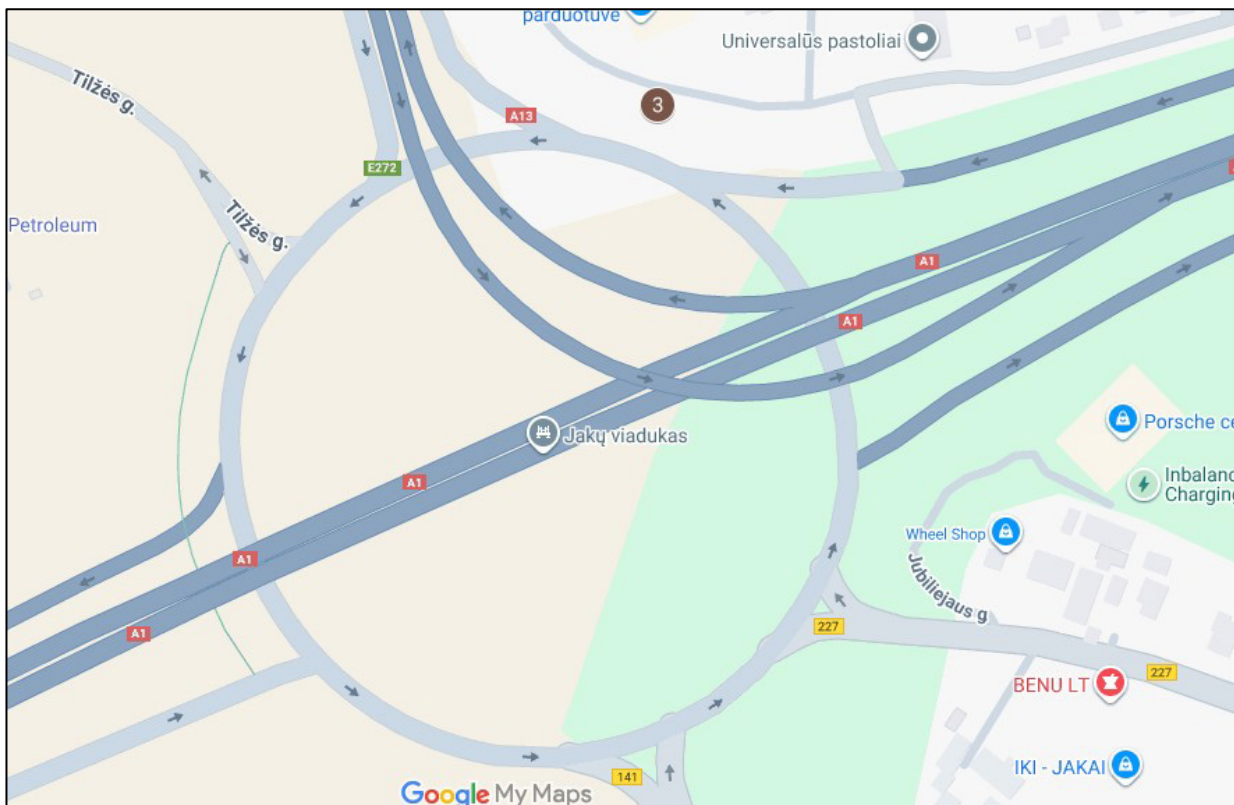 parduotuvė
Universalūs pastoliai
3
Tilžės g.
A13
E272
Tilžės g.
Petroleum
A1
A1
Jakų viadukas
Porsche ce
A1
Inbalanc
Charging
Wheel Shop
A1
Jubiliejaus g
A1
227
227
BENU LT
141
IKI - JAKAI
Google My Maps